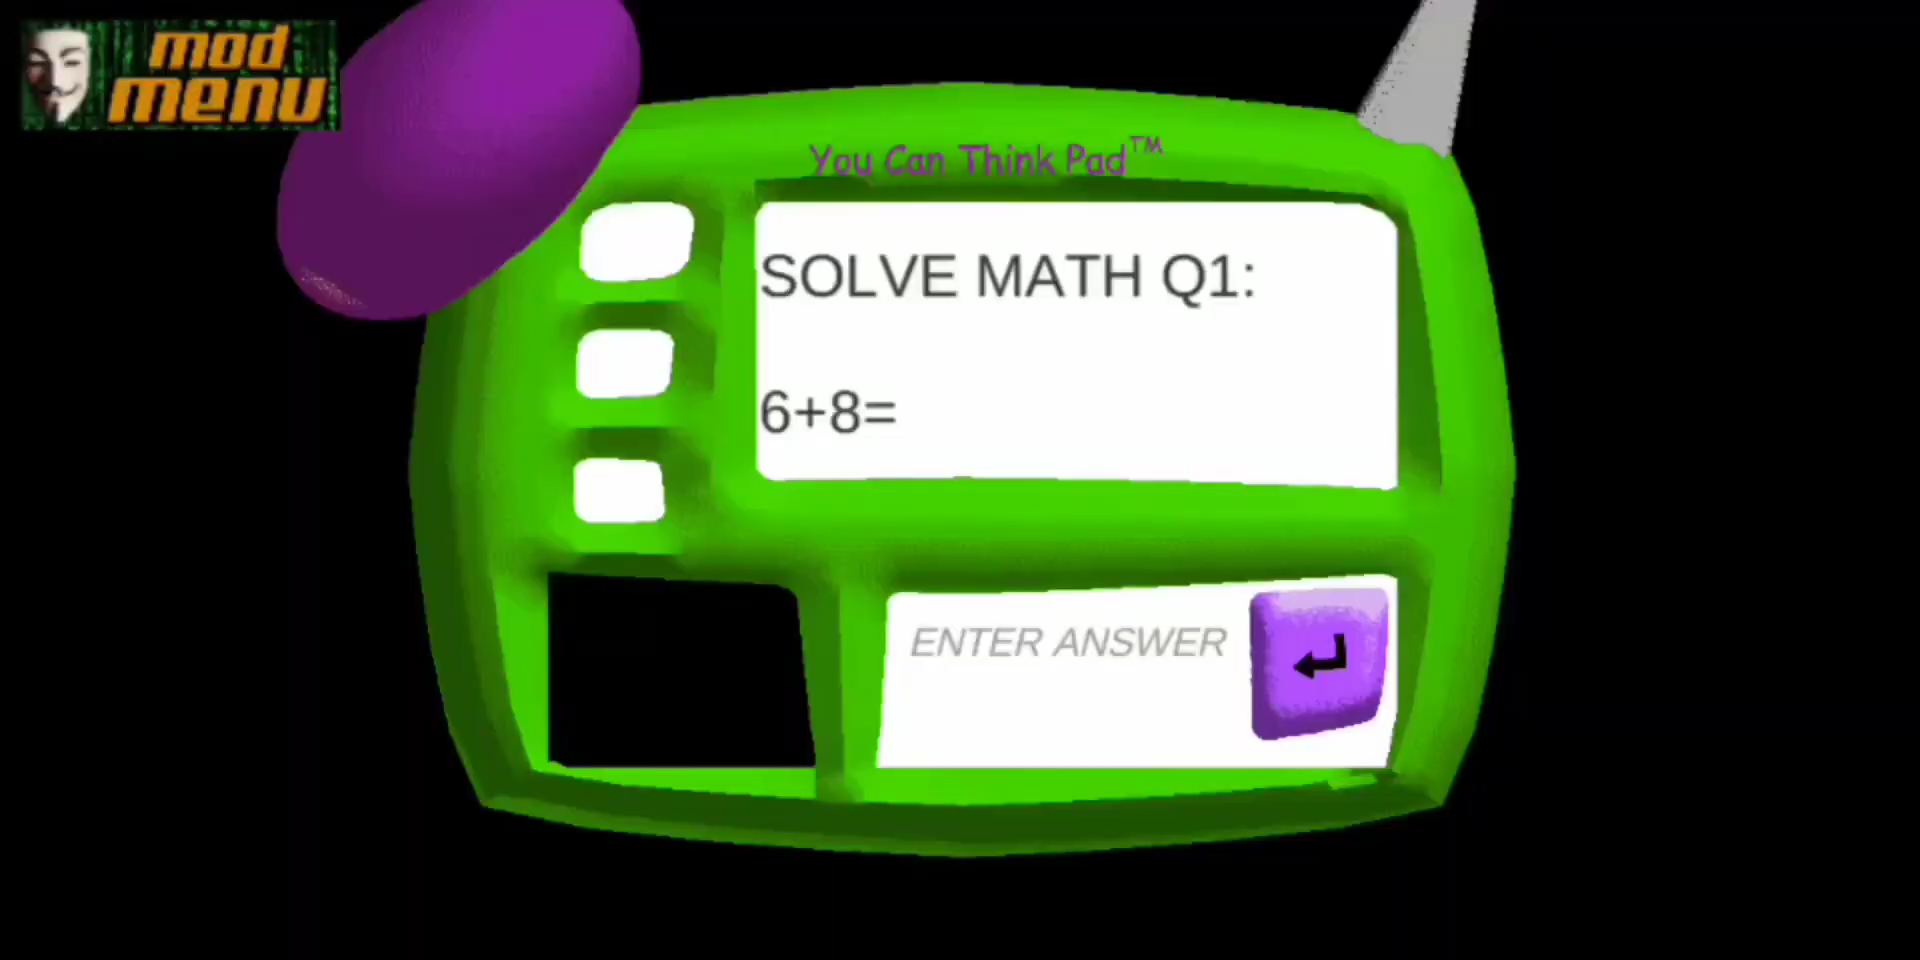 mod
menu
You Can Think Pad™
SOLVE MATH Q1:
6+8=
ENTER ANSWER